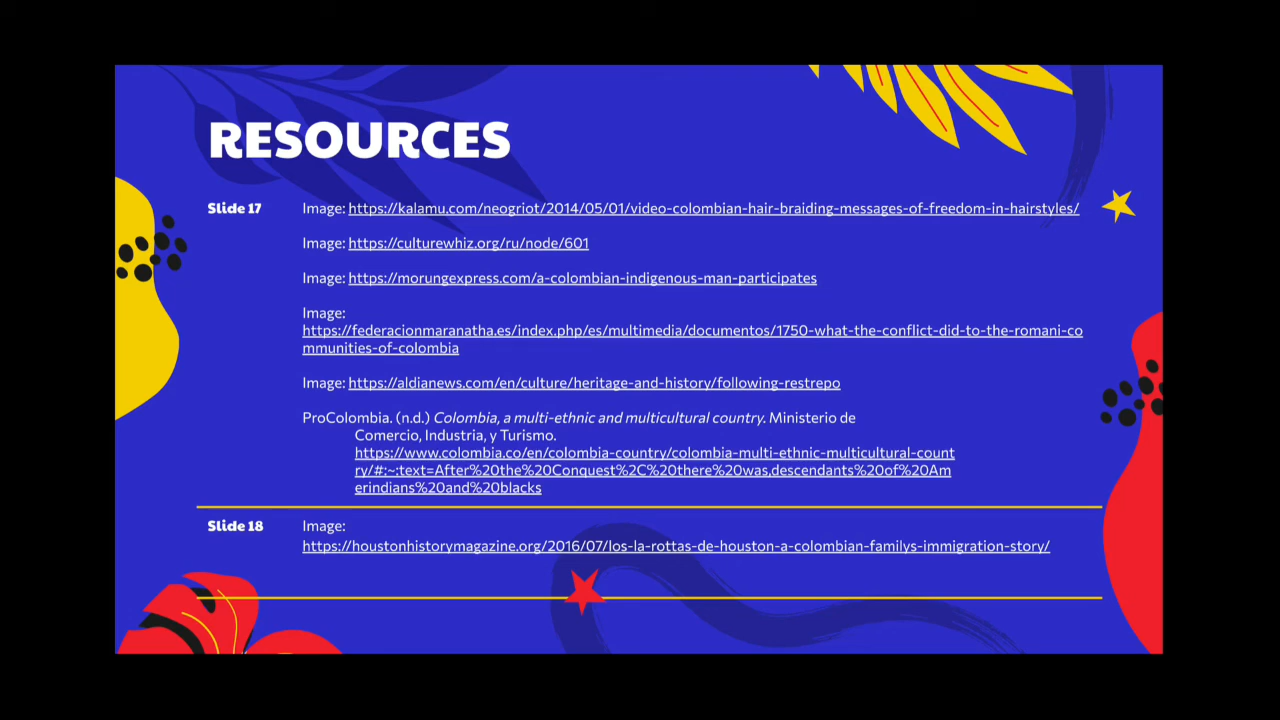 RESOURCES
Slide 17
Image: https://kalamu.com/neogriot/2014/05/01/video-colombian-hair-braiding-messages-of-freedom-in-hairstyles/
Image: https://culturewhiz.org/ru/node/601
Image: https://morungexpress.com/a-colombian-indigenous-man-participates
Image:
https://federacionmaranatha.es/index.php/es/multimedia/documentos/1750-what-the-conflict-did-to-the-romani-co
mmunities-of-colombia
Image: https://aldianews.com/en/culture/heritage-and-history/following-restrepo
ProColombia. (n.d.) Colombia, a multi-ethnic and multicultural country. Ministerio de
Comercio, Industria, y Turismo.
https://www.colombia.co/en/colombia-country/colombia-multi-ethnic-multicultural-count
ry/#:~:text=After%20the%20Conquest%2C%20there%20was,descendants%20of%20Am
erindians%20and%20blacks
Slide 18
Image:
https://houstonhistorymagazine.org/2016/07/los-la-rottas-de-houston-a-colombian-familys-immigration-story/